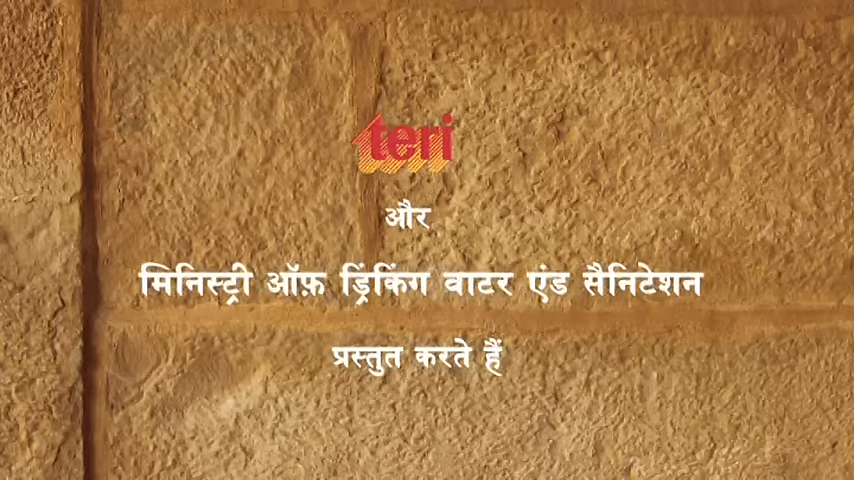 teri
और
मिनिस्ट्री ऑफ़ ड्रिंकिंग वाटर एंड सैनिटेशन
प्रस्तुत करते हैं